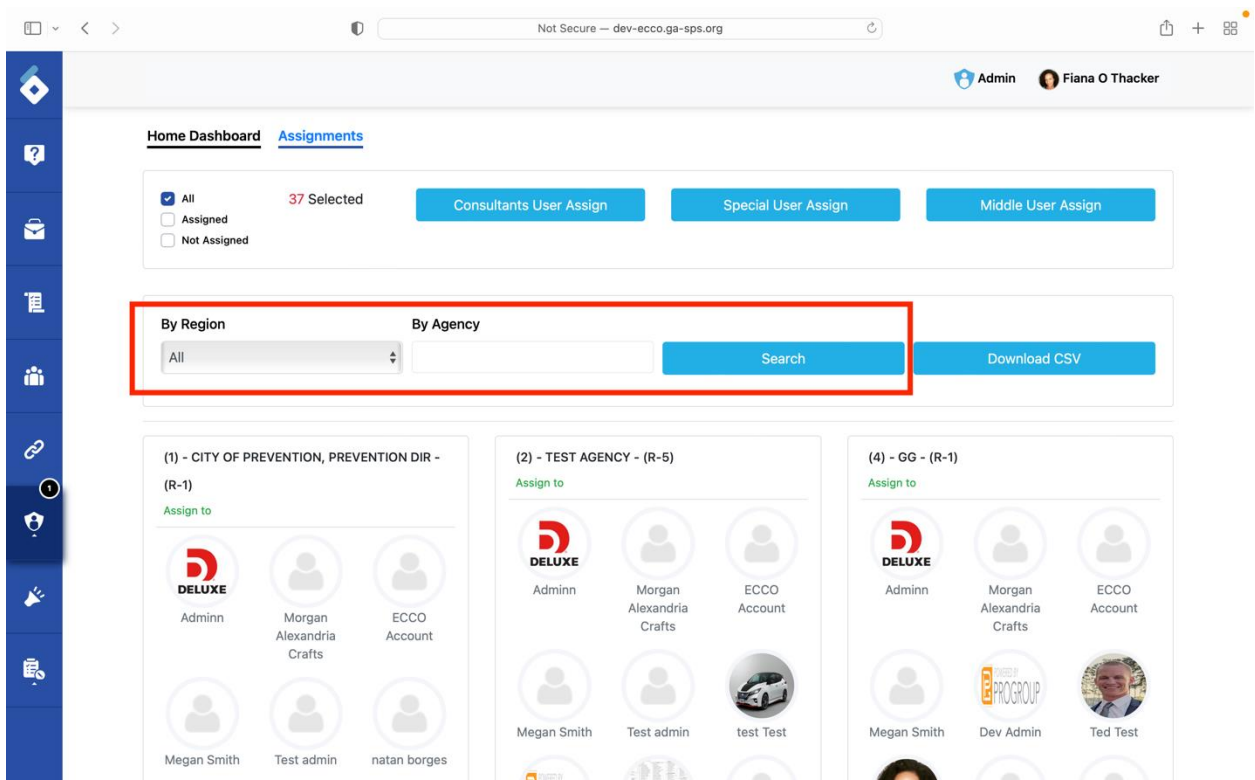 Not Secure — dev-ecco.ga-sps.org
Admin Fiana O Thacker
Home Dashboard Assignments
All
37 Selected
Consultants User Assign Special User Assign Middle User Assign
Assigned
Not Assigned
By Region By Agency
All Search Download CSV
(1) - CITY OF PREVENTION, PREVENTION DIR -
(R-1)
Assign to
DELUXE
Adminn Morgan
Alexandria
Crafts
ECCO
Account
Megan Smith Test admin natan borges
(2) - TEST AGENCY - (R-5)
Assign to
DELUXE
Adminn Morgan
Alexandria
Crafts
ECCO
Account
Megan Smith Test admin test Test
(4) - GG - (R-1)
Assign to
DELUXE
Adminn Morgan
Alexandria
Crafts
ECCO
Account
POWERED BY
PROGROUP
Megan Smith Dev Admin Ted Test
1